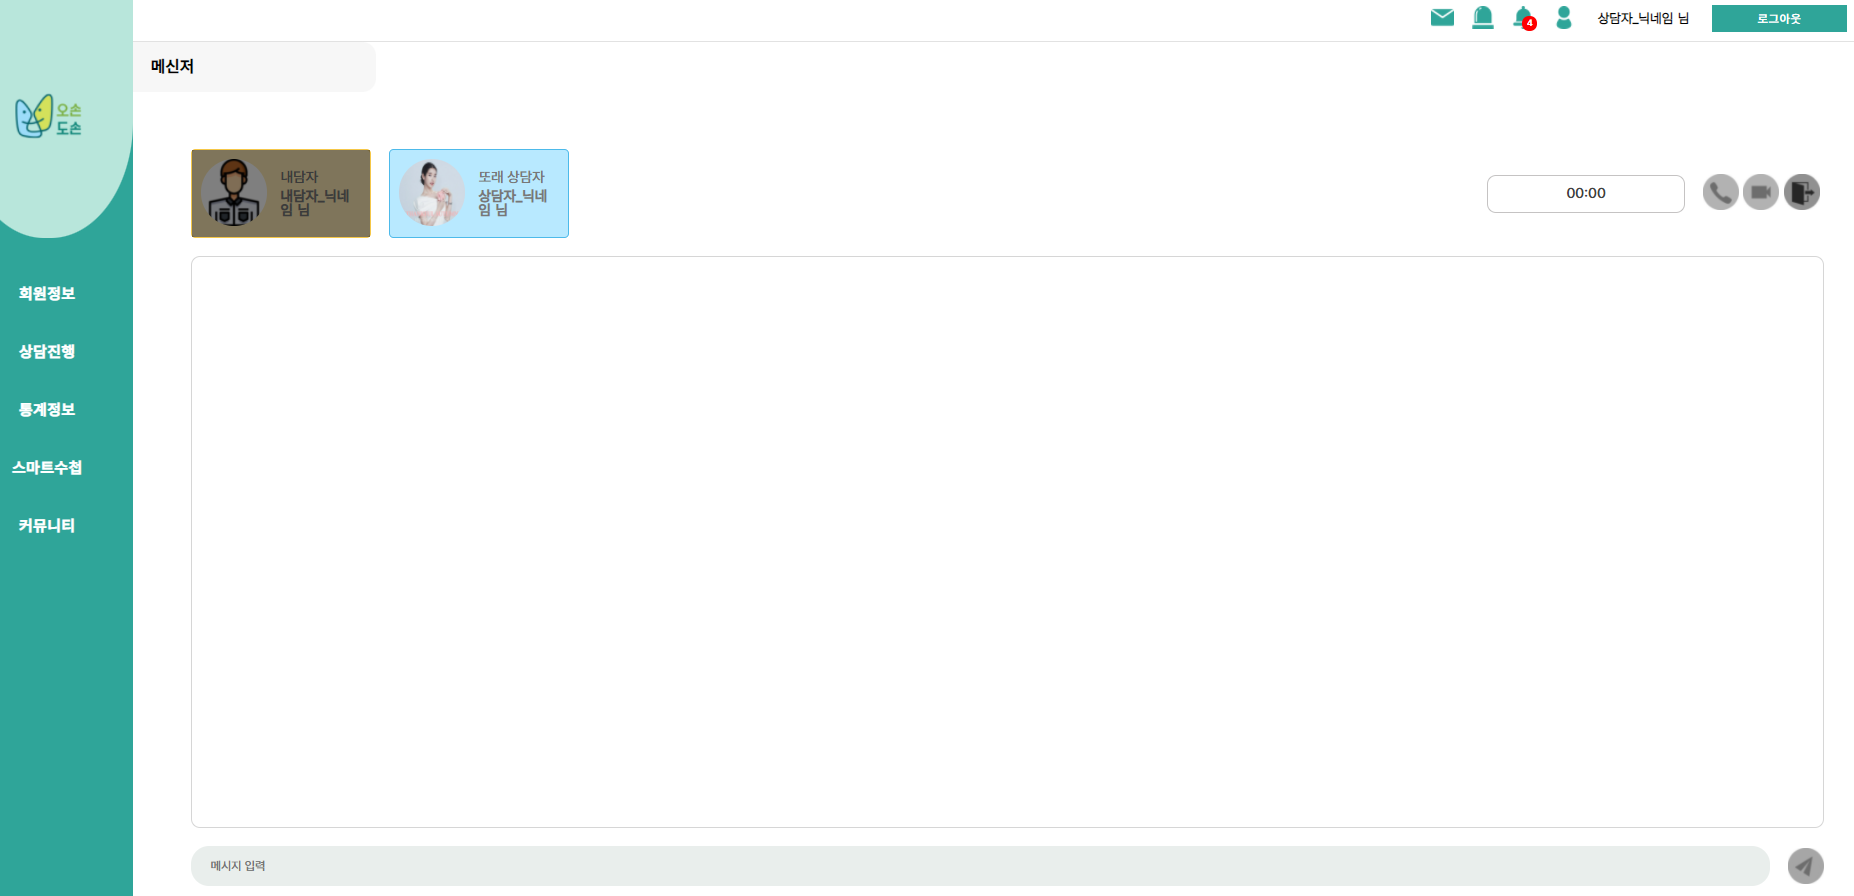 4
상담자_닉네임 님
로그아웃
메신저
오손
도손
내담자
내담자_닉네
임 님
또래 상담자
상담자_닉네
임 님
00:00
회원정보
상담진행
통계정보
스마트수첩
커뮤니티
메시지 입력